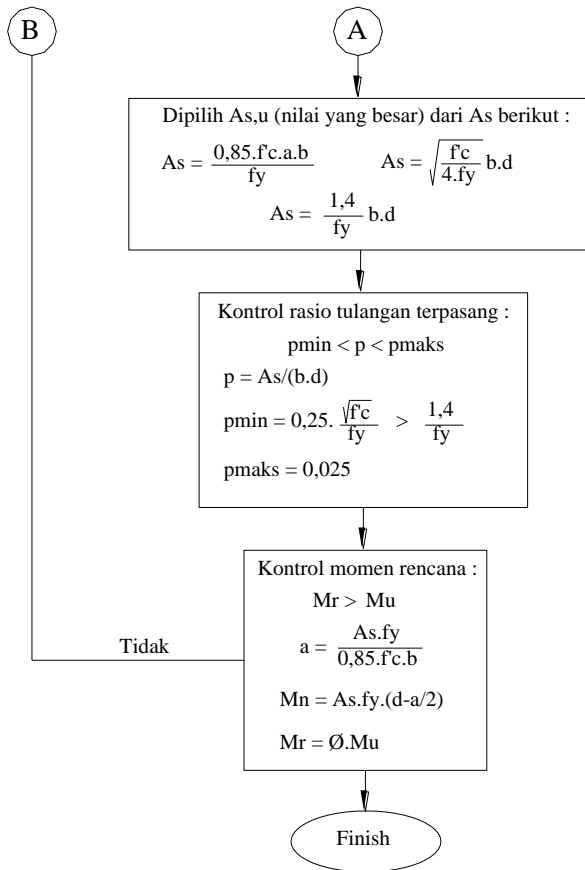 B
A
Dipilih As,u (nilai yang besar) dari As berikut :
As = 0,85.f'c.a.b / fy
As = √(f'c / 4.fy) b.d
As = 1,4 / fy b.d
Kontrol rasio tulangan terpasang :
pmin < p < pmaks
p = As/(b.d)
pmin = 0,25. √f'c / fy > 1,4 / fy
pmaks = 0,025
Kontrol momen rencana :
Mr > Mu
a = As.fy / 0,85.f'c.b
Mn = As.fy.(d-a/2)
Mr = Ø.Mu
Tidak
Finish